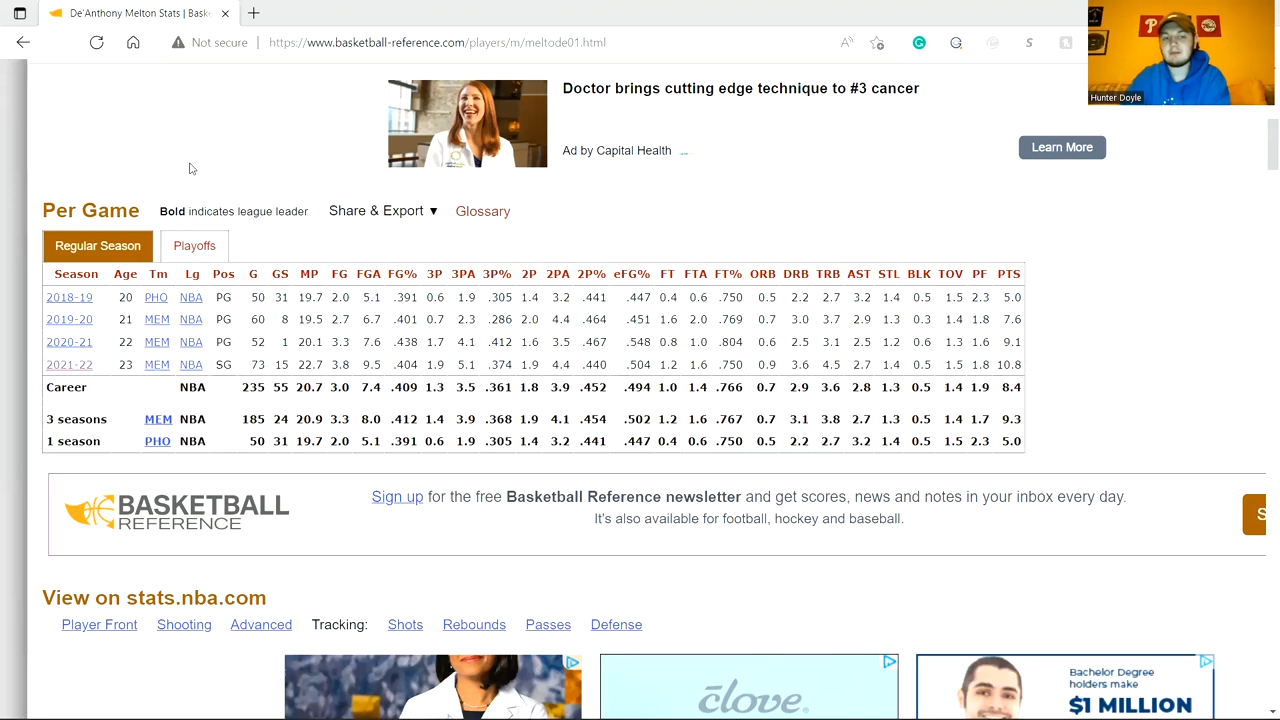 De'Anthony Melton Stats | Bask
Not secure | https://www.basketball-reference.com/players/m/meltode01.html
Hunter Doyle
Doctor brings cutting edge technique to #3 cancer
Ad by Capital Health
Learn More
Per Game Bold indicates league leader Share & Export ▼ Glossary
Regular Season Playoffs
Season Age Tm Lg Pos G GS MP FG FGA FG% 3P 3PA 3P% 2P 2PA 2P% eFG% FT FTA FT% ORB DRB TRB AST STL BLK TOV PF PTS
2018-19 20 PHO NBA PG 50 31 19.7 2.0 5.1 .391 0.6 1.9 .305 1.4 3.2 .441 .447 0.4 0.6 .750 0.5 2.2 2.7 3.2 1.4 0.5 1.5 2.3 5.0
2019-20 21 MEM NBA PG 60 8 19.5 2.7 6.7 .401 0.7 2.3 .286 2.0 4.4 .464 .451 1.6 2.0 .769 0.7 3.0 3.7 2.9 1.3 0.3 1.4 1.8 7.6
2020-21 22 MEM NBA PG 52 1 20.1 3.3 7.6 .438 1.7 4.1 .412 1.6 3.5 .467 .548 0.8 1.0 .804 0.6 2.5 3.1 2.5 1.2 0.6 1.3 1.6 9.1
2021-22 23 MEM NBA SG 73 15 22.7 3.8 9.5 .404 1.9 5.1 .374 1.9 4.4 .440 .504 1.3 1.8 .750 0.9 3.6 4.5 2.7 1.4 0.5 1.5 1.8 10.8
Career NBA 235 55 20.7 3.0 7.4 .409 1.3 3.5 .361 1.8 3.9 .452 .494 1.0 1.4 .766 0.7 2.9 3.6 2.8 1.3 0.5 1.4 1.9 8.4
3 seasons MEM NBA 185 24 20.9 3.3 8.0 .412 1.4 3.9 .368 1.9 4.1 .454 .502 1.2 1.6 .767 0.7 3.1 3.8 2.7 1.3 0.5 1.4 1.7 9.3
1 season PHO NBA 50 31 19.7 2.0 5.1 .391 0.6 1.9 .305 1.4 3.2 .441 .447 0.4 0.6 .750 0.5 2.2 2.7 3.2 1.4 0.5 1.5 2.3 5.0
BASKETBALL
REFERENCE
Sign up for the free Basketball Reference newsletter and get scores, news and notes in your inbox every day.
It's also available for football, hockey and baseball.
S
View on stats.nba.com
Player Front Shooting Advanced Tracking: Shots Rebounds Passes Defense
clove.
Bachelor Degree
holders make
$1 MILLION